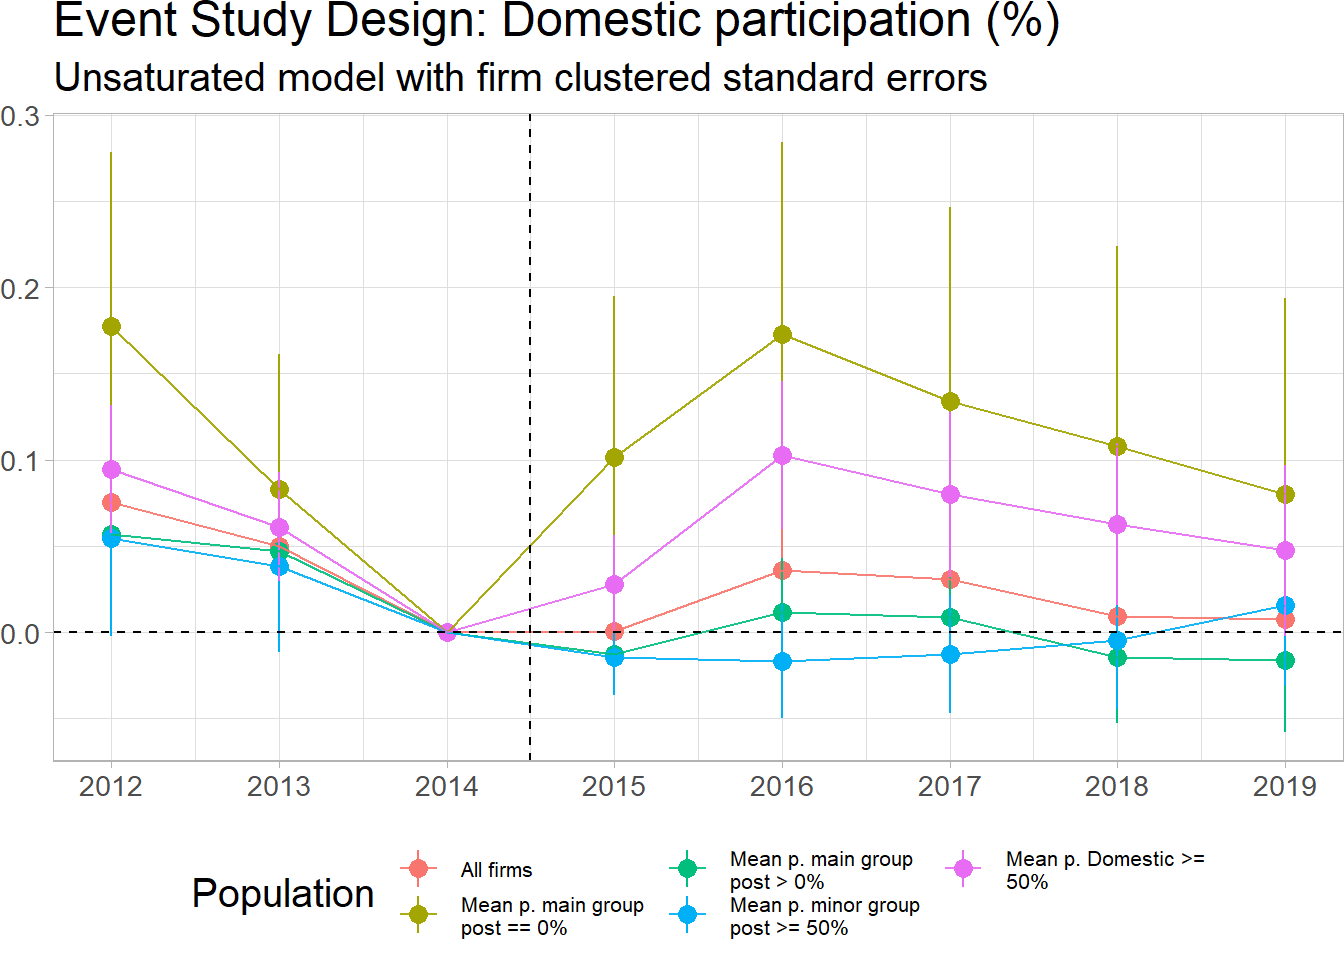 Event Study Design: Domestic participation (%)
Unsaturated model with firm clustered standard errors
0.3
0.2
0.1
0.0
2012 2013 2014 2015 2016 2017 2018 2019
Population
All firms
Mean p. main group
post == 0%
Mean p. main group
post > 0%
Mean p. minor group
post >= 50%
Mean p. Domestic >=
50%